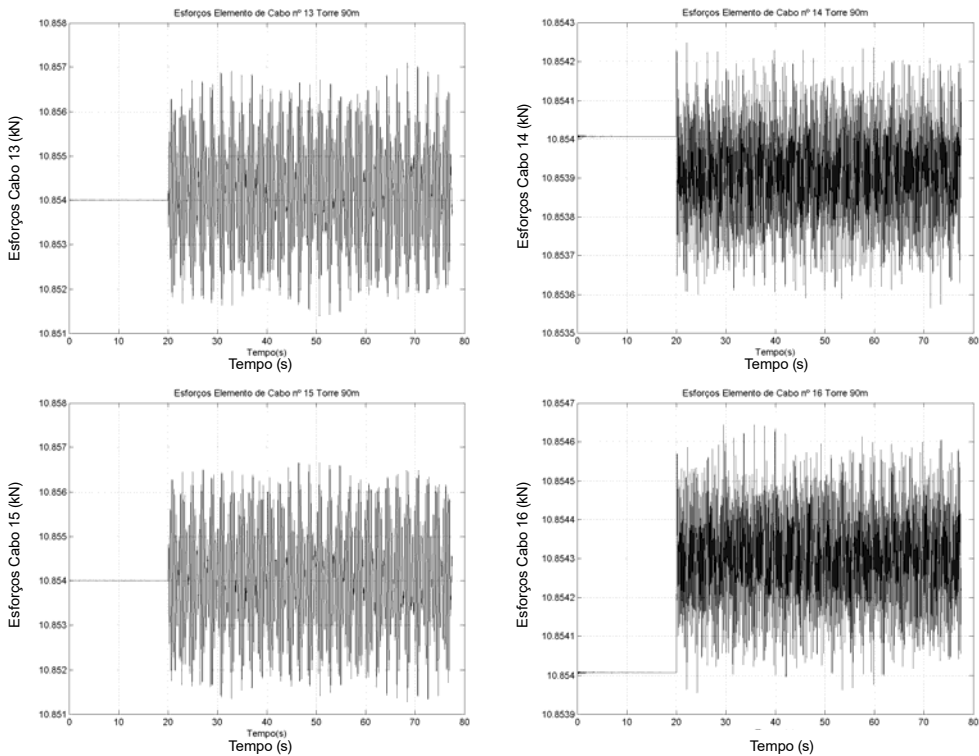 Esforços Elemento de Cabo nº 13 Torre 90m
Esforços Cabo 13 (kN)
10.858
10.857
10.856
10.855
10.854
10.853
10.852
10.851
0 10 20 30 40 50 60 70 80
Tempo(s)
Tempo (s)
Esforços Elemento de Cabo nº 14 Torre 90m
Esforços Cabo 14 (kN)
10.8543
10.8542
10.8541
10.854
10.8539
10.8538
10.8537
10.8536
10.8535
0 10 20 30 40 50 60 70 80
Tempo(s)
Tempo (s)
Esforços Elemento de Cabo nº 15 Torre 90m
Esforços Cabo 15 (kN)
10.858
10.857
10.856
10.855
10.854
10.853
10.852
10.851
0 10 20 30 40 50 60 70 80
Tempo(s)
Tempo (s)
Esforços Elemento de Cabo nº 16 Torre 90m
Esforços Cabo 16 (kN)
10.8547
10.8546
10.8545
10.8544
10.8543
10.8542
10.8541
10.854
10.8539
0 10 20 30 40 50 60 70 80
Tempo (s)